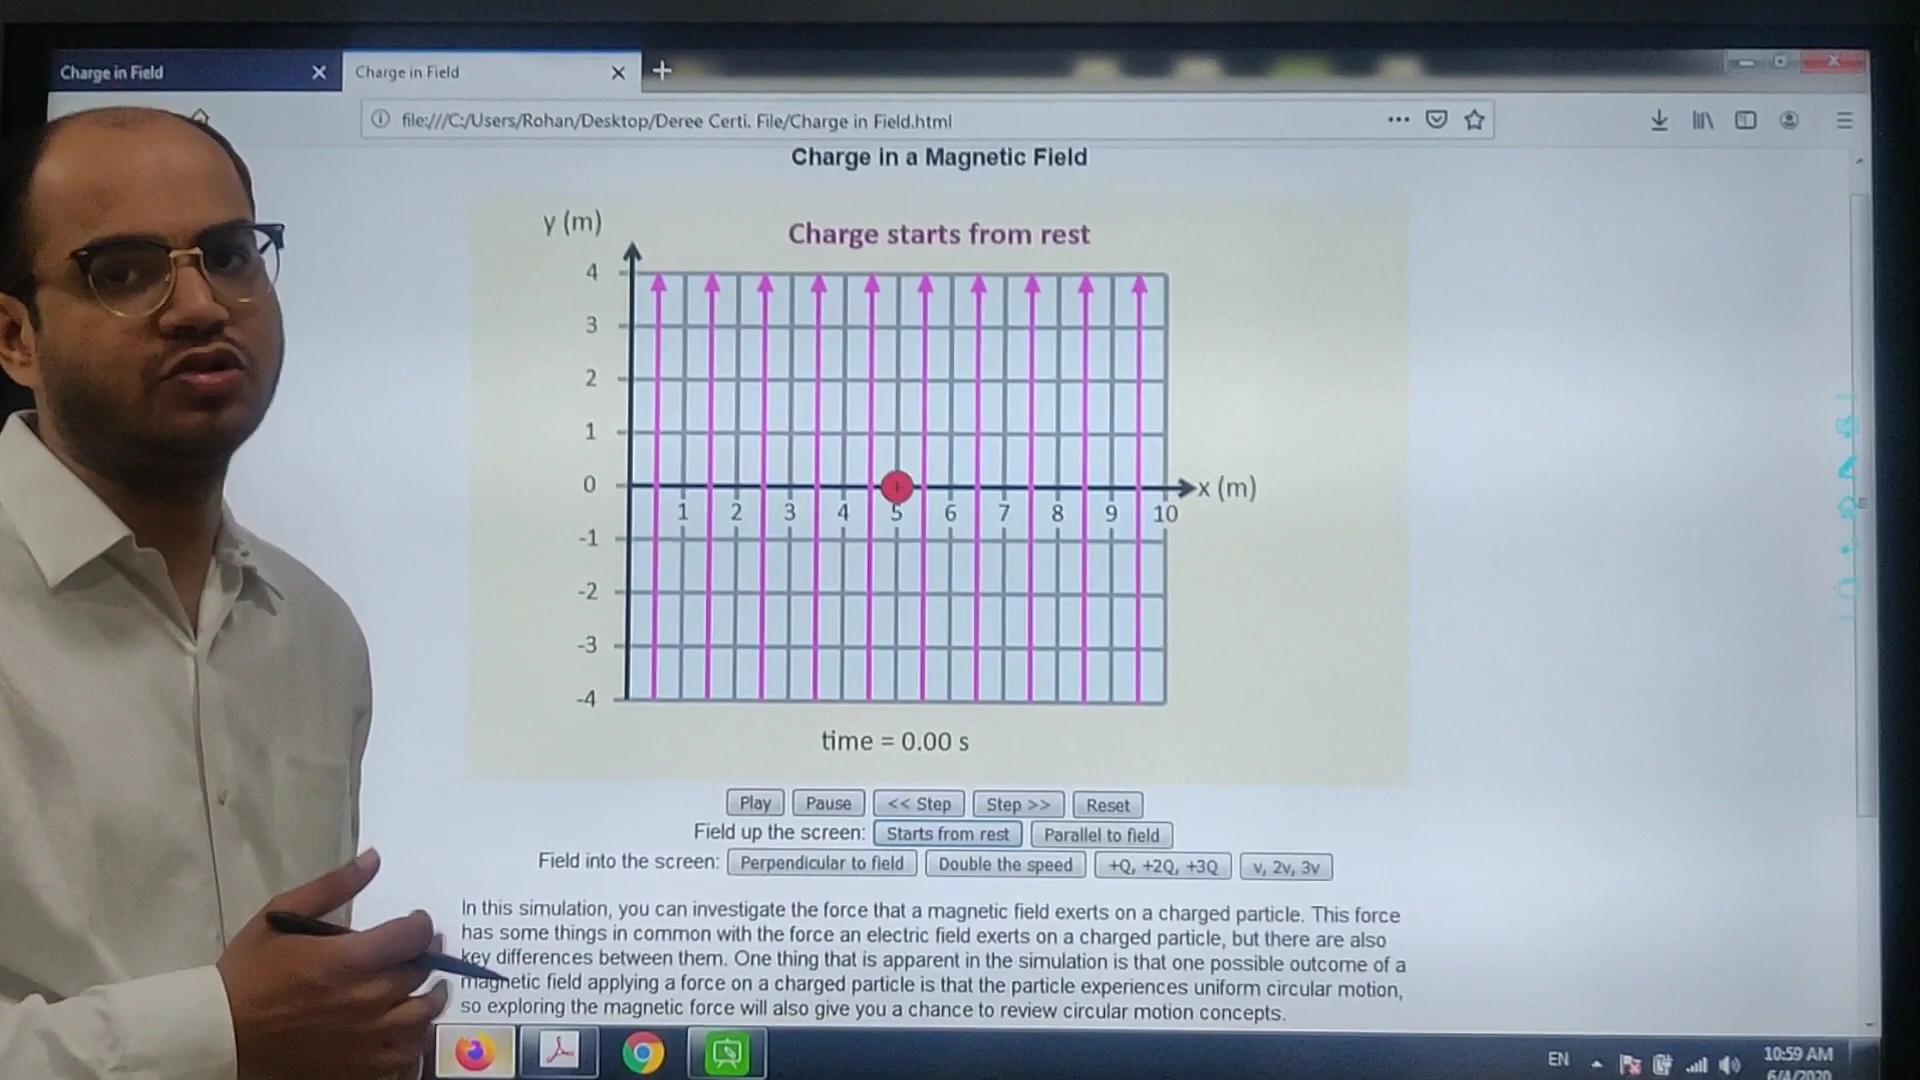 Charge in Field
Charge in Field
file:///C:/Users/Rohan/Desktop/Deree Certi. File/Charge in Field.html
Charge in a Magnetic Field
y (m)
Charge starts from rest
4
3
2
1
0
-1
-2
-3
-4
+
1 2 3 4 5 6 7 8 9 10
x (m)
time = 0.00 s
Play Pause << Step Step >> Reset
Field up the screen: Starts from rest Parallel to field
Field into the screen: Perpendicular to field Double the speed +Q, +2Q, +3Q v, 2v, 3v
In this simulation, you can investigate the force that a magnetic field exerts on a charged particle. This force
has some things in common with the force an electric field exerts on a charged particle, but there are also
key differences between them. One thing that is apparent in the simulation is that one possible outcome of a
magnetic field applying a force on a charged particle is that the particle experiences uniform circular motion,
so exploring the magnetic force will also give you a chance to review circular motion concepts.
EN
10:59 AM
6/4/2020